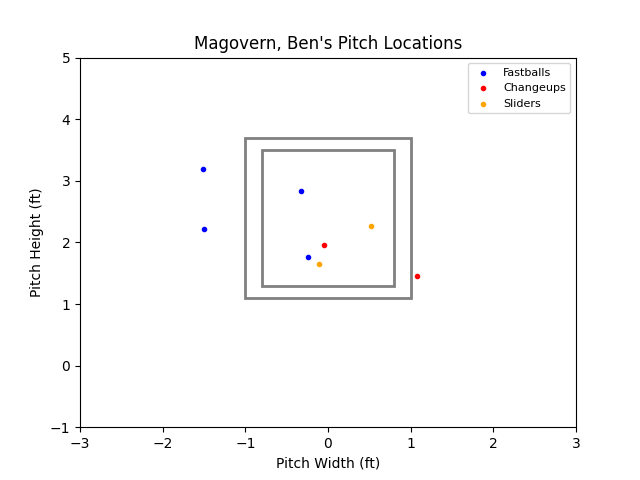 Magovern, Ben's Pitch Locations
Fastballs
Changeups
Sliders
Pitch Height (ft)
5
4
3
2
1
0
−1
−3
−2
−1
0
1
2
3
Pitch Width (ft)